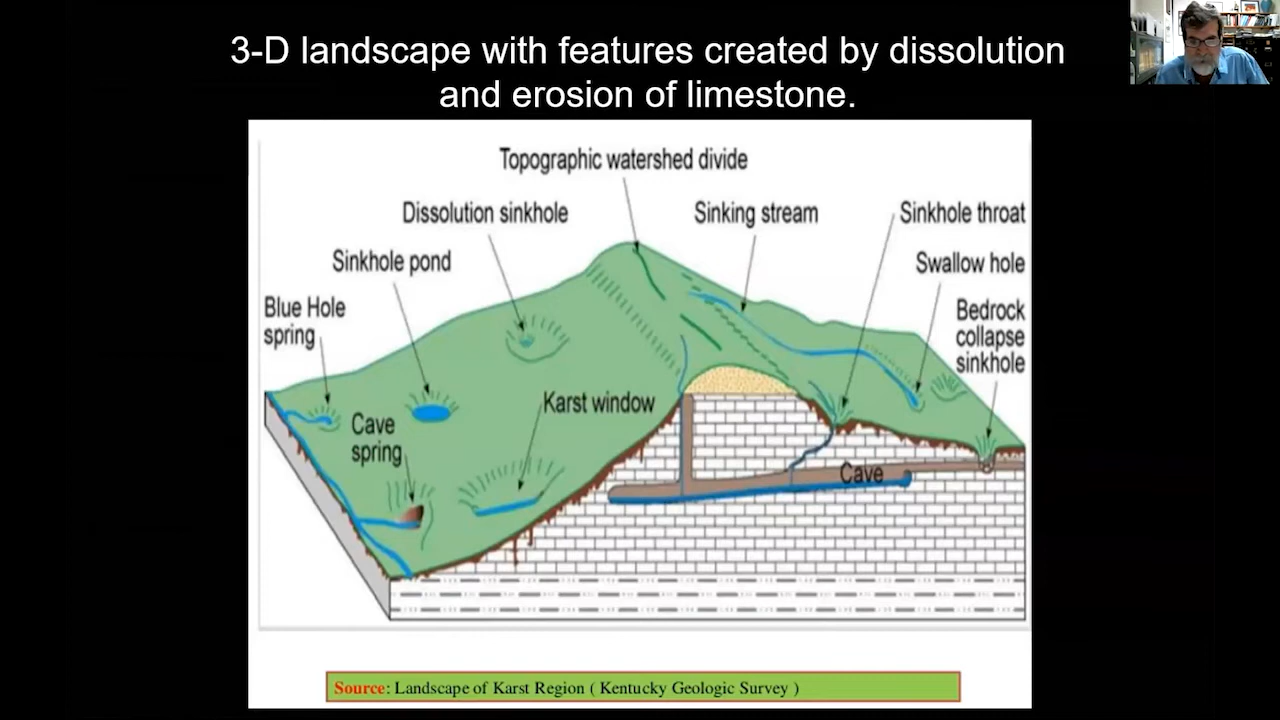 3-D landscape with features created by dissolution
and erosion of limestone.
Topographic watershed divide
Dissolution sinkhole
Sinking stream
Sinkhole throat
Sinkhole pond
Swallow hole
Blue Hole
spring
Bedrock
collapse
sinkhole
Karst window
Cave
spring
Cave
Source: Landscape of Karst Region ( Kentucky Geologic Survey )